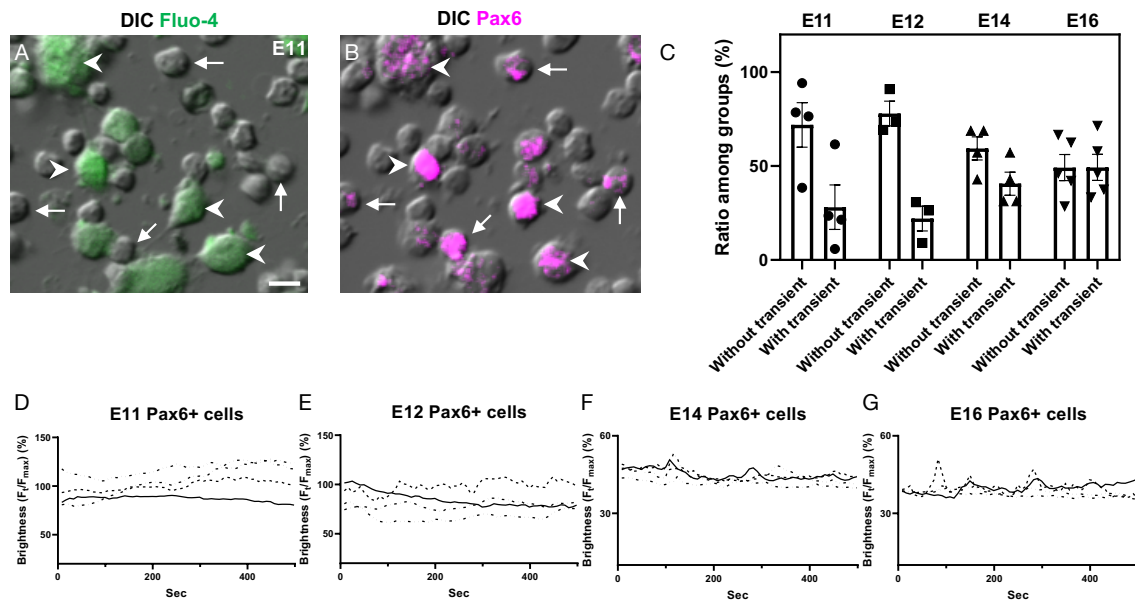 DIC Fluo-4
DIC Pax6
A
E11
B
C
E11 E12 E14 E16
Ratio among groups (%)
100
50
0
Without transient
With transient
Without transient
With transient
Without transient
With transient
Without transient
With transient
D
E11 Pax6+ cells
Brightness (Ft/Fmax) (%)
150
100
50
0 200 400
Sec
E
E12 Pax6+ cells
Brightness (Ft/Fmax) (%)
150
100
50
0 200 400
Sec
F
E14 Pax6+ cells
Brightness (Ft/Fmax) (%)
60
30
0 200 400
Sec
G
E16 Pax6+ cells
Brightness (Ft/Fmax) (%)
60
30
0 200 400
Sec